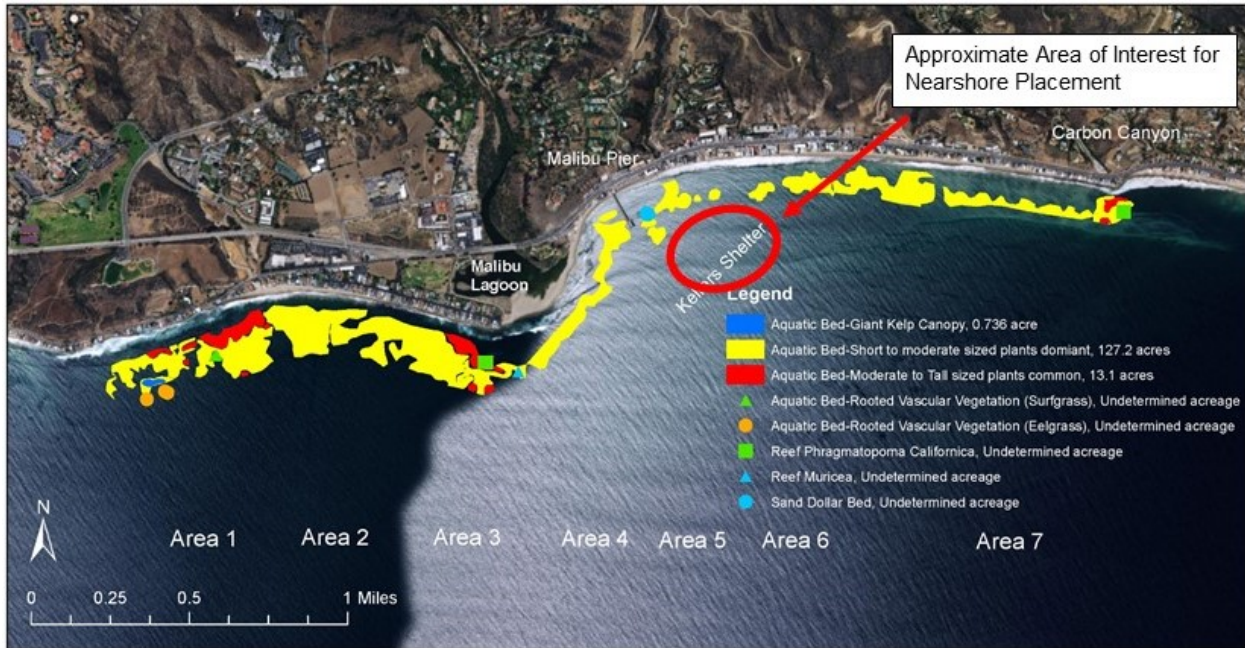 Approximate Area of Interest for
Nearshore Placement
Carbon Canyon
Malibu Pier
Malibu
Lagoon
Kellers Shelter
Legend
Aquatic Bed-Giant Kelp Canopy, 0.736 acre
Aquatic Bed-Short to moderate sized plants domiant, 127.2 acres
Aquatic Bed-Moderate to Tall sized plants common, 13.1 acres
Aquatic Bed-Rooted Vascular Vegetation (Surfgrass), Undetermined acreage
Aquatic Bed-Rooted Vascular Vegetation (Eelgrass), Undetermined acreage
Reef Phragmatopoma Californica, Undetermined acreage
Reef Muricea, Undetermined acreage
Sand Dollar Bed, Undetermined acreage
N
Area 1 Area 2 Area 3 Area 4 Area 5 Area 6 Area 7
0 0.25 0.5 1 Miles